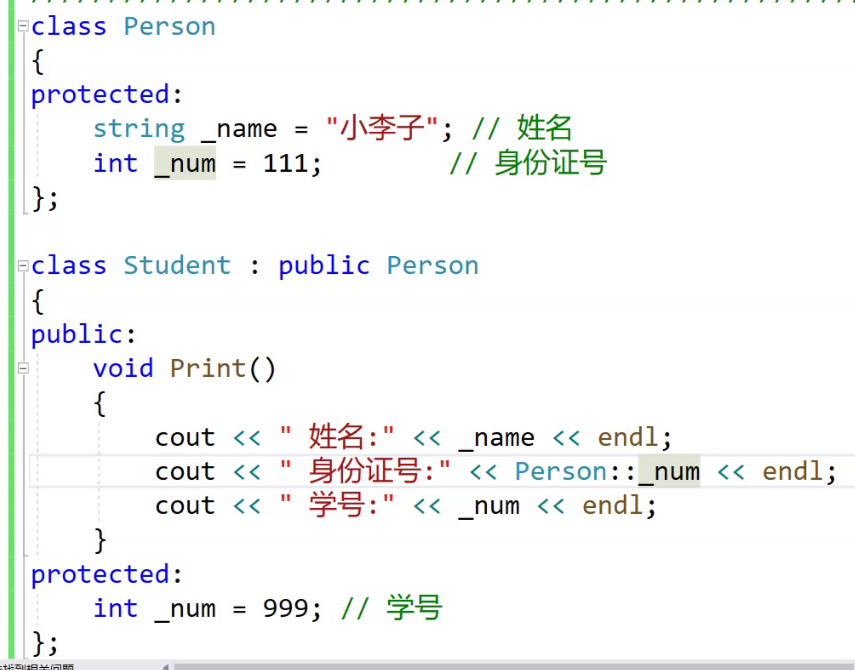 class Person
{
protected:
    string _name = "小李子"; // 姓名
    int _num = 111;        // 身份证号
};

class Student : public Person
{
public:
    void Print()
    {
        cout << " 姓名:" << _name << endl;
        cout << " 身份证号:" << Person::_num << endl;
        cout << " 学号:" << _num << endl;
    }
protected:
    int _num = 999; // 学号
};